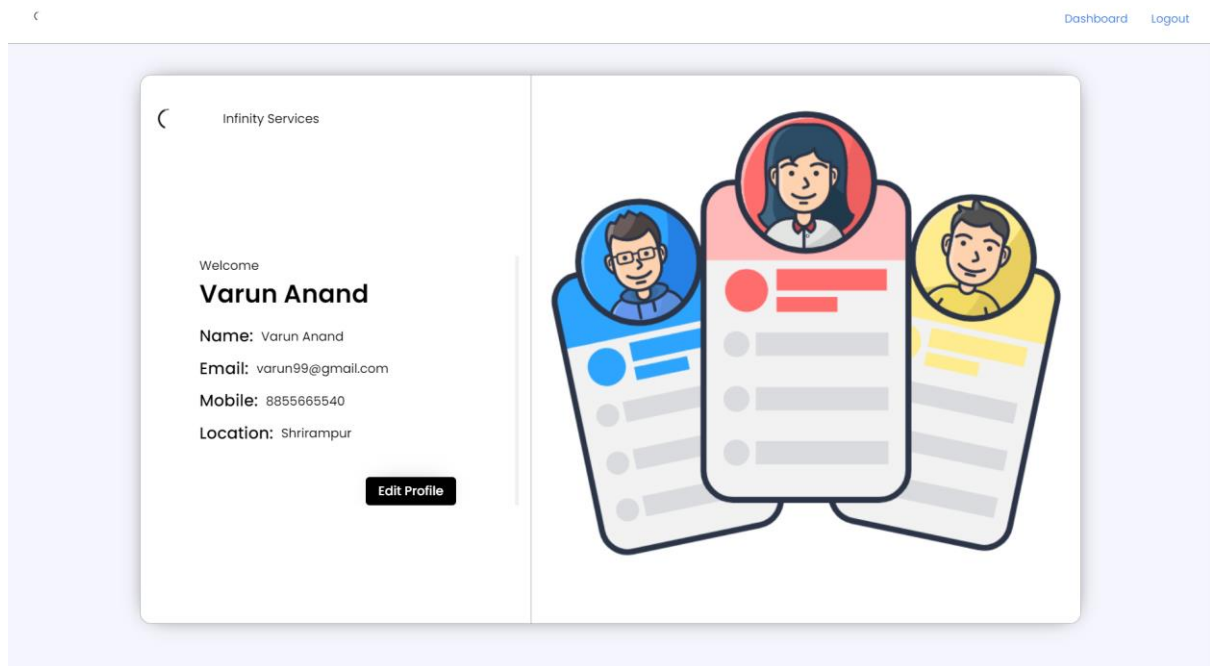 Dashboard Logout
Infinity Services
Welcome
Varun Anand
Name: Varun Anand
Email: varun99@gmail.com
Mobile: 8855665540
Location: Shrirampur
Edit Profile